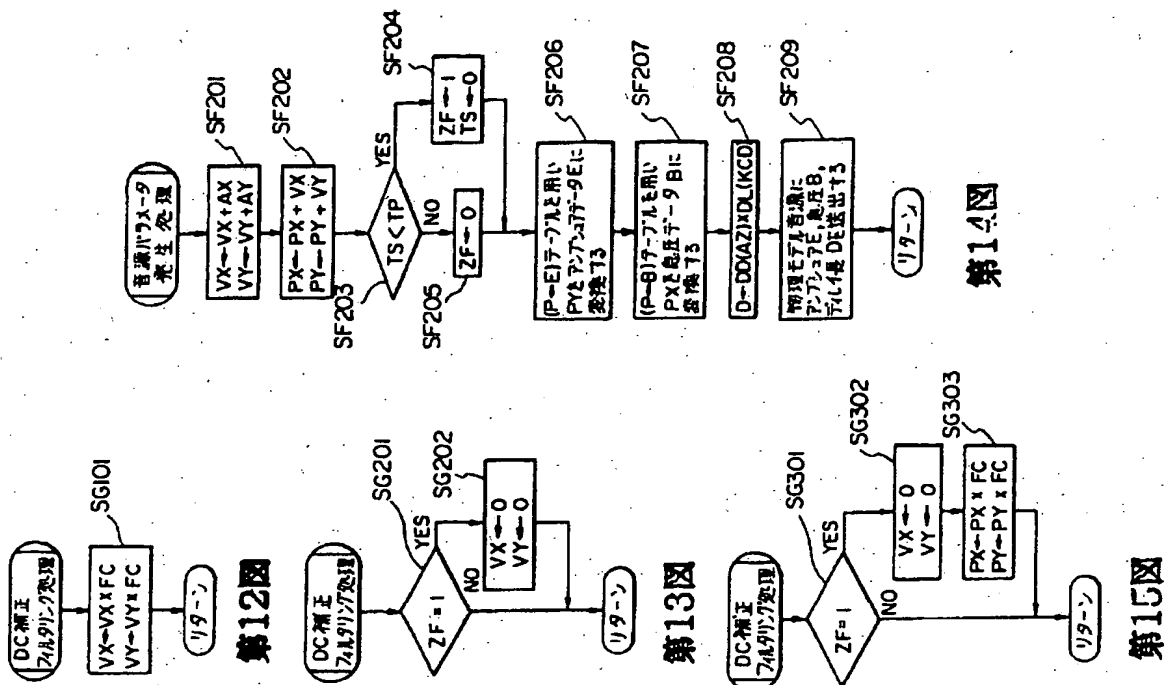 DC補正
フィルタリング処理
SG101
VX←VX×FC
VY←VY×FC
リターン
第12図
DC補正
フィルタリング処理
SG201
ZF=1
YES
NO
SG202
VX←0
VY←0
リターン
第13図
音源パラメータ
発生処理
SF201
VX←VX+AX
VY←VY+AY
SF202
PX←PX+VX
PY←PY+VY
SF203
TS<TP
YES
NO
SF204
ZF←1
TS←0
SF205
ZF←0
SF206
(P→E)テーブルを用い
PYをアンブシュアデータEに
変換する
SF207
(P→B)テーブルを用い
PXを息圧データBに
変換する
SF208
D←DD(AZ)×DL(KCD)
SF209
物理モデル音源に
アンブシュアE,息圧B,
ディレイ長DE送出する
リターン
第14図
DC補正
フィルタリング処理
SG301
ZF=1
YES
NO
SG302
VX←0
VY←0
SG303
PX←PX×FC
PY←PY×FC
リターン
第15図